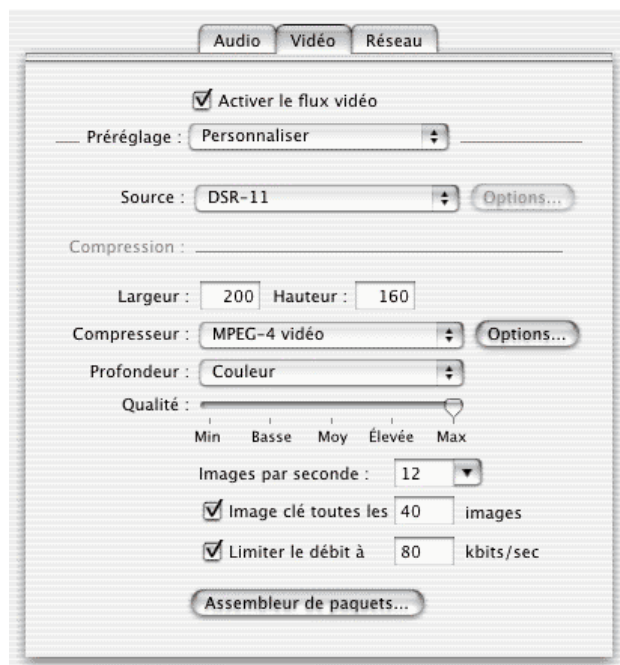 Audio Vidéo Réseau
Activer le flux vidéo
Préréglage : Personnaliser
Source : DSR-11 Options...
Compression :
Largeur : 200 Hauteur : 160
Compresseur : MPEG-4 vidéo Options...
Profondeur : Couleur
Qualité :
Min Basse Moy Élevée Max
Images par seconde : 12
Image clé toutes les 40 images
Limiter le débit à 80 kbits/sec
Assembleur de paquets...